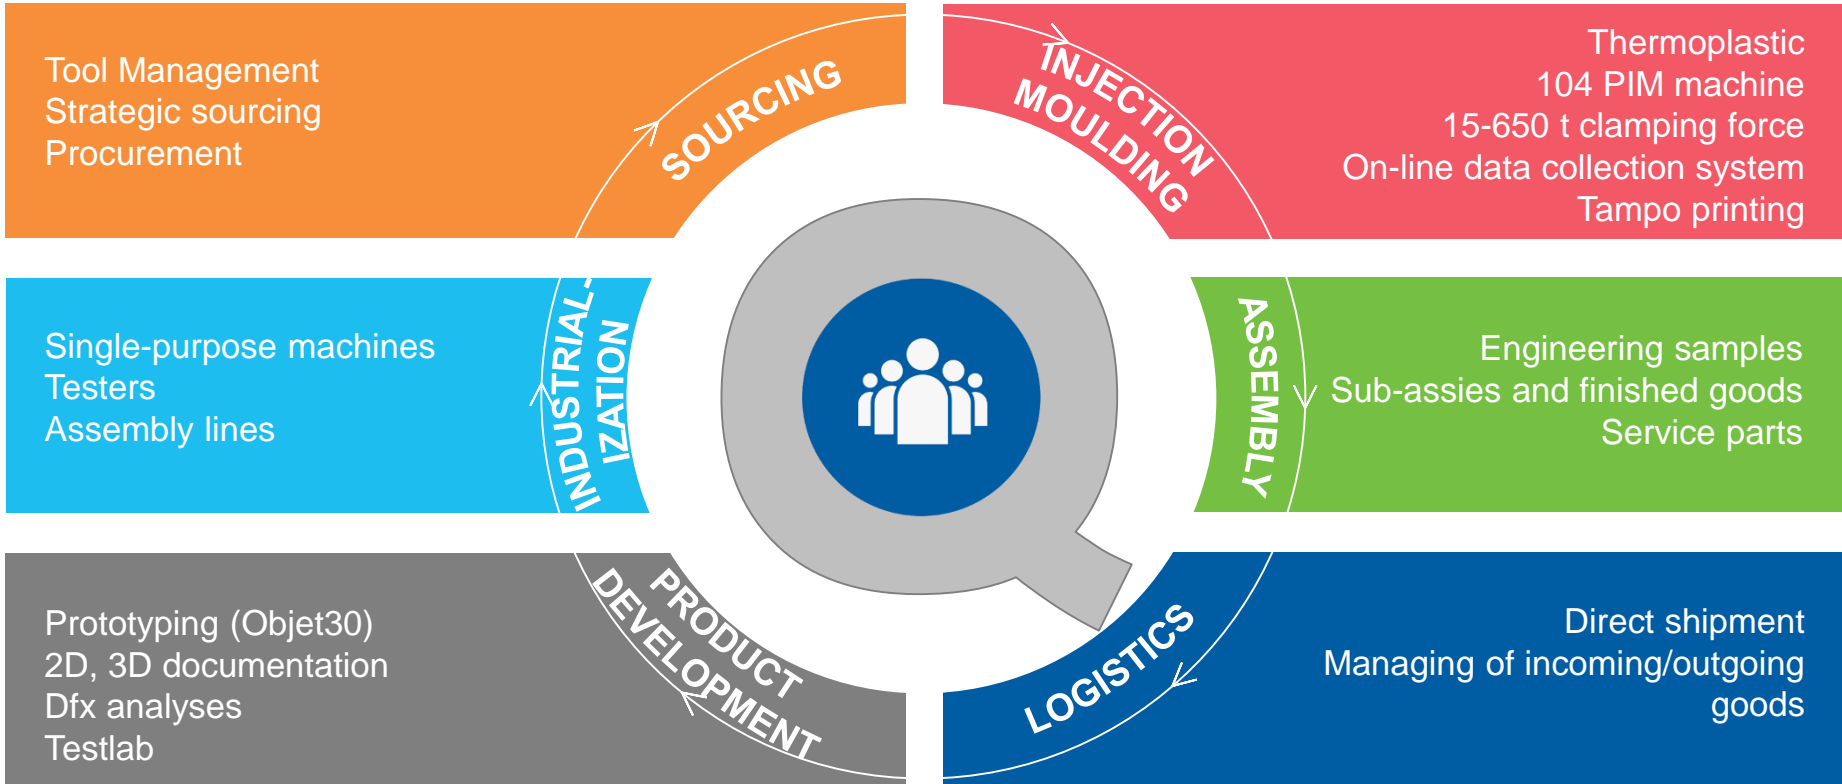 Tool Management
Strategic sourcing
Procurement
SOURCING
INJECTION
MOULDING
Thermoplastic
104 PIM machine
15-650 t clamping force
On-line data collection system
Tampo printing
Single-purpose machines
Testers
Assembly lines
INDUSTRIAL-
IZATION
ASSEMBLY
Engineering samples
Sub-assies and finished goods
Service parts
Prototyping (Objet30)
2D, 3D documentation
Dfx analyses
Testlab
PRODUCT
DEVELOPMENT
LOGISTICS
Direct shipment
Managing of incoming/outgoing
goods